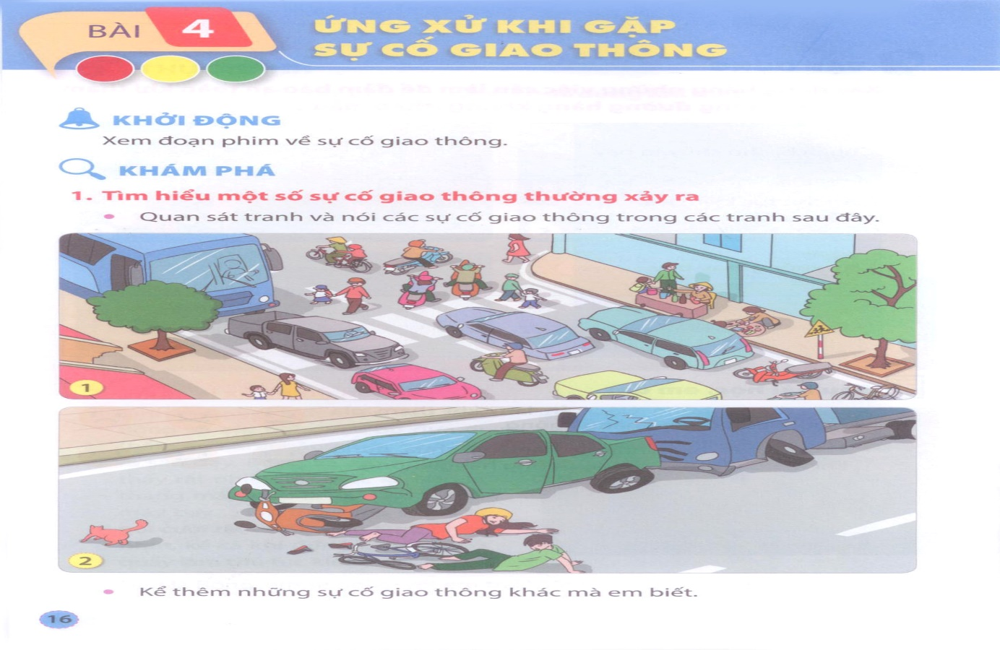 BÀI 4
ỨNG XỬ KHI GẶP
SỰ CỐ GIAO THÔNG
KHỞI ĐỘNG
Xem đoạn phim về sự cố giao thông.
KHÁM PHÁ
1. Tìm hiểu một số sự cố giao thông thường xảy ra
• Quan sát tranh và nói các sự cố giao thông trong các tranh sau đây.
1
2
• Kể thêm những sự cố giao thông khác mà em biết.
16